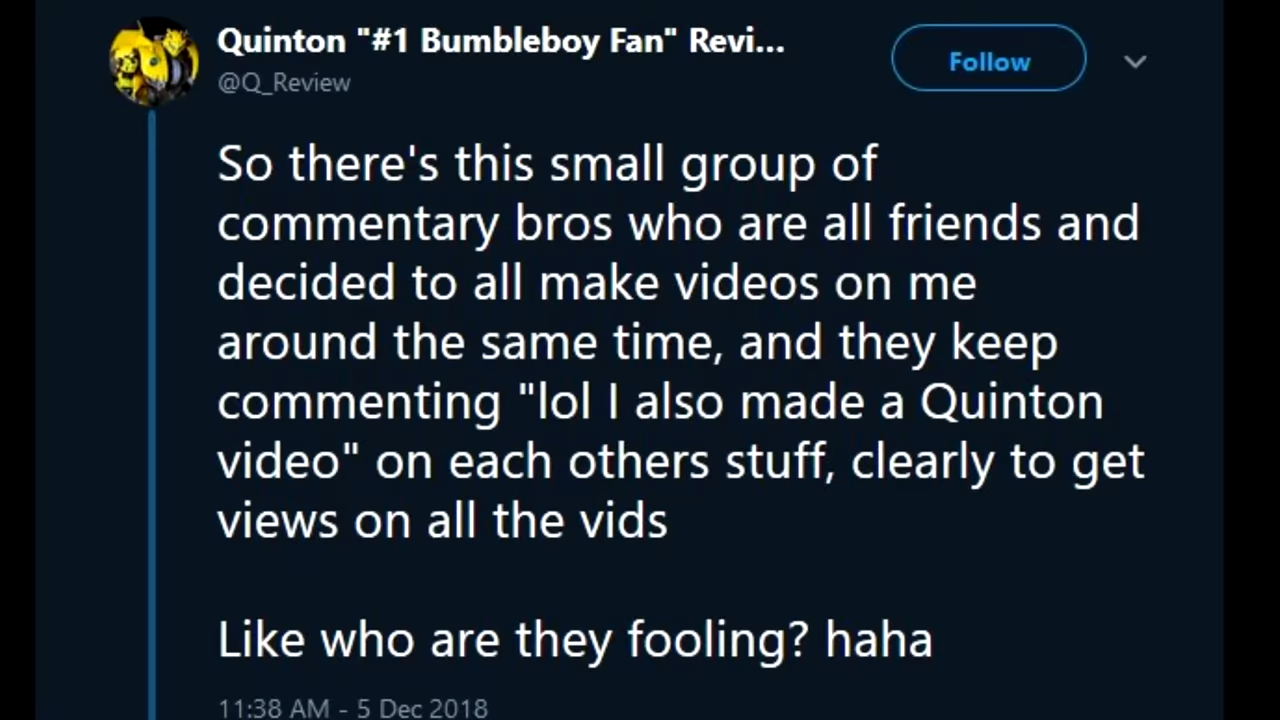 Quinton "#1 Bumbleboy Fan" Revi...
@Q_Review
Follow
So there's this small group of
commentary bros who are all friends and
decided to all make videos on me
around the same time, and they keep
commenting "lol I also made a Quinton
video" on each others stuff, clearly to get
views on all the vids
Like who are they fooling? haha
11:38 AM - 5 Dec 2018